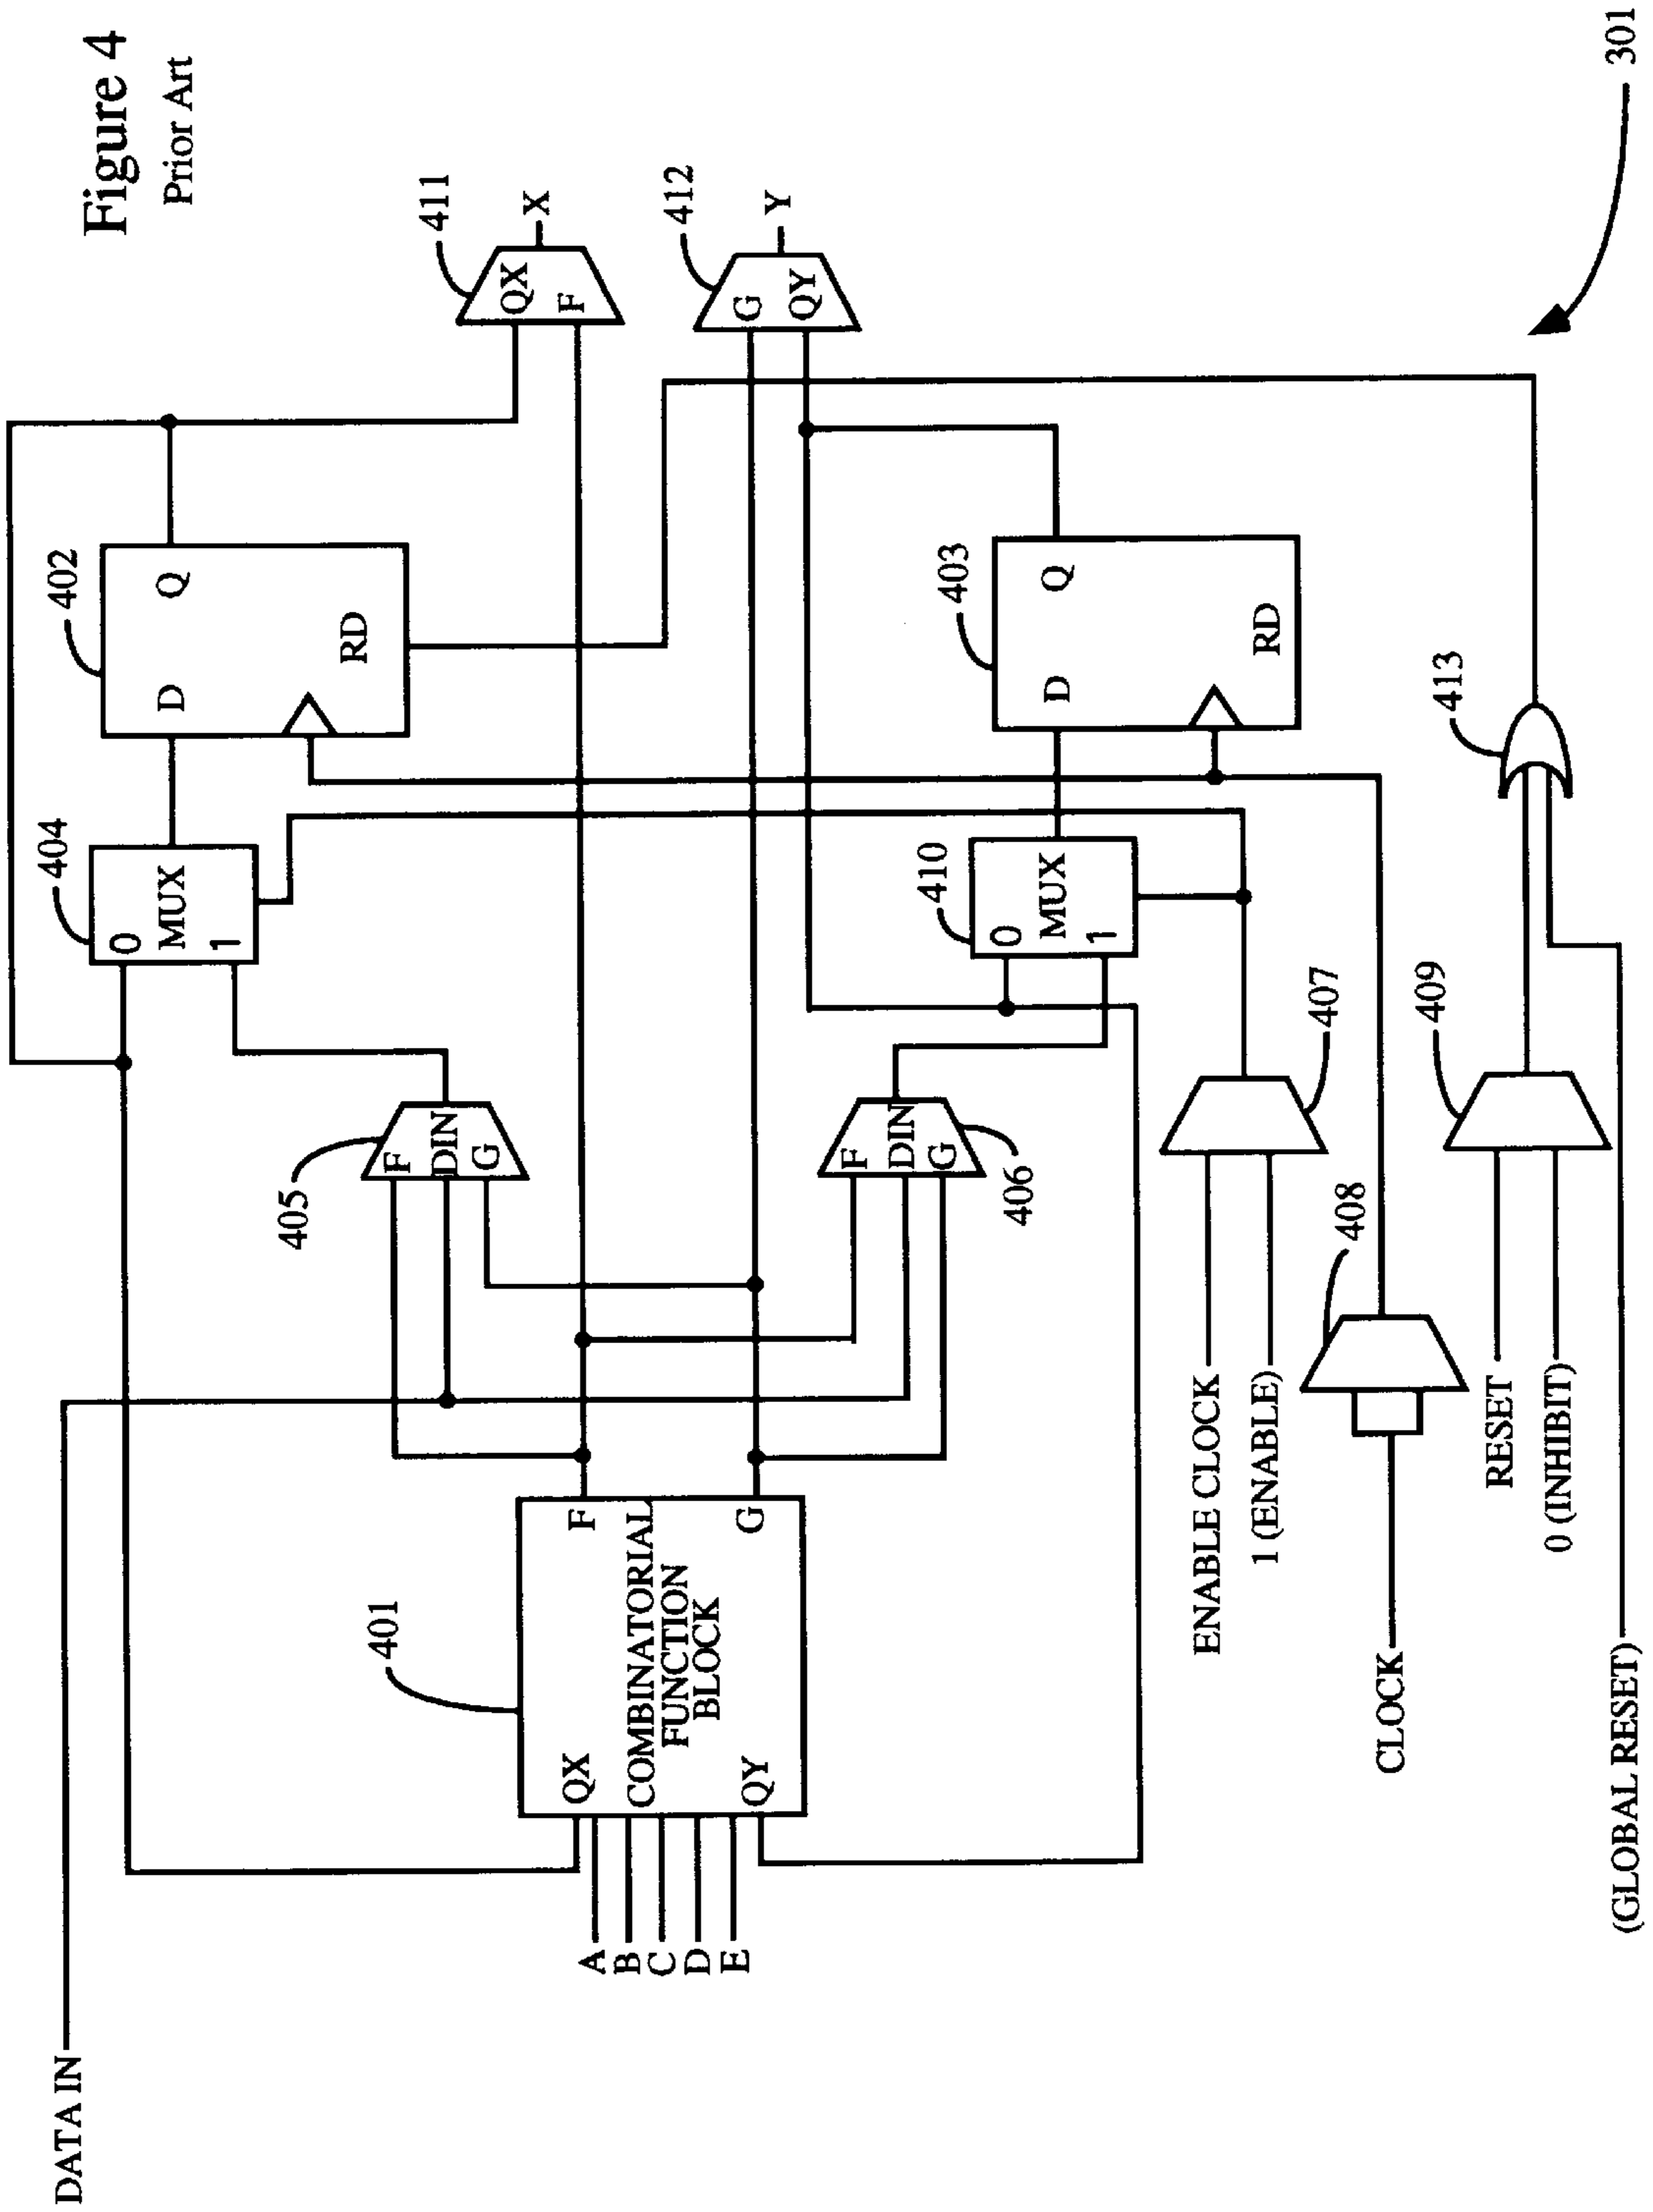 Figure 4
Prior Art
DATA IN
401
QX
F
COMBINATORIAL
FUNCTION
BLOCK
QY
G
A
B
C
D
E
405
F
DIN
G
404
0
MUX
1
402
D
Q
RD
411
QX
F
X
412
G
QY
Y
406
F
DIN
G
410
0
MUX
1
403
D
Q
RD
ENABLE CLOCK
1 (ENABLE)
407
CLOCK
408
RESET
0 (INHIBIT)
409
413
(GLOBAL RESET)
301